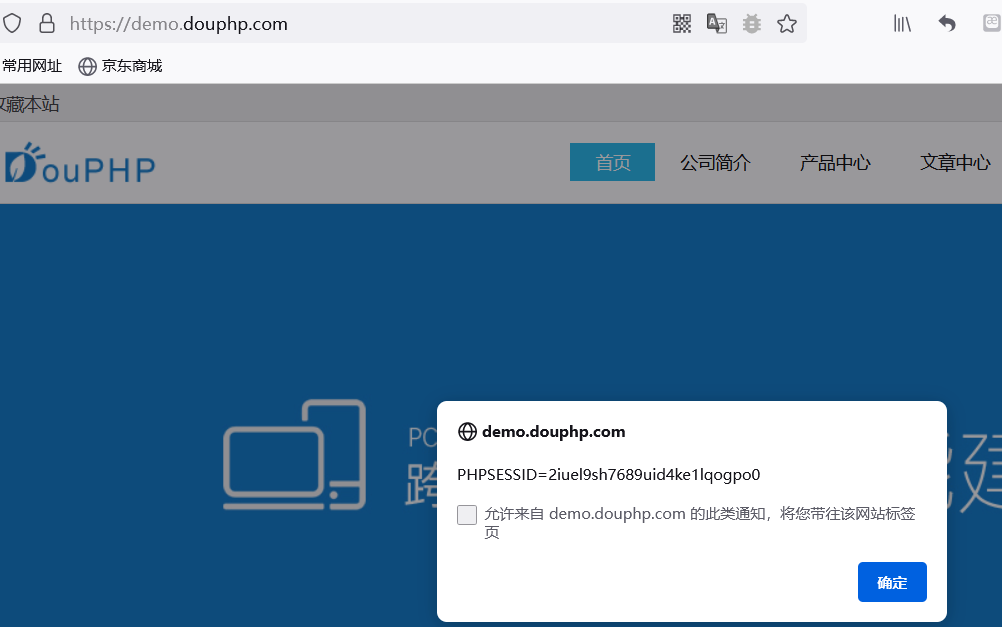 https://demo.douphp.com
常用网址 京东商城
收藏本站
DouPHP 首页 公司简介 产品中心 文章中心
demo.douphp.com
PC
跨
能建
PHPSESSID=2iuel9sh7689uid4ke1lqogpo0
允许来自 demo.douphp.com 的此类通知，将您带往该网站标签
页
确定